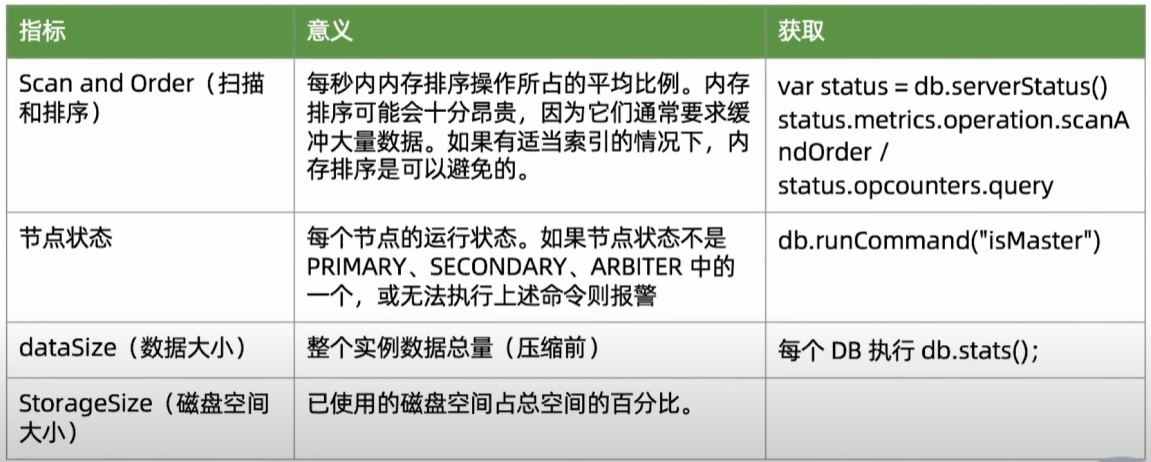 指标
意义
获取
Scan and Order（扫描
和排序）
每秒内内存排序操作所占的平均比例。内存
排序可能会十分昂贵，因为它们通常要求缓
冲大量数据。如果有适当索引的情况下，内
存排序是可以避免的。
var status = db.serverStatus()
status.metrics.operation.scanA
ndOrder /
status.opcounters.query
节点状态
每个节点的运行状态。如果节点状态不是
PRIMARY、SECONDARY、ARBITER 中的
一个，或无法执行上述命令则报警
db.runCommand("isMaster")
dataSize（数据大小）
整个实例数据总量（压缩前）
每个 DB 执行 db.stats();
StorageSize（磁盘空间
大小）
已使用的磁盘空间占总空间的百分比。